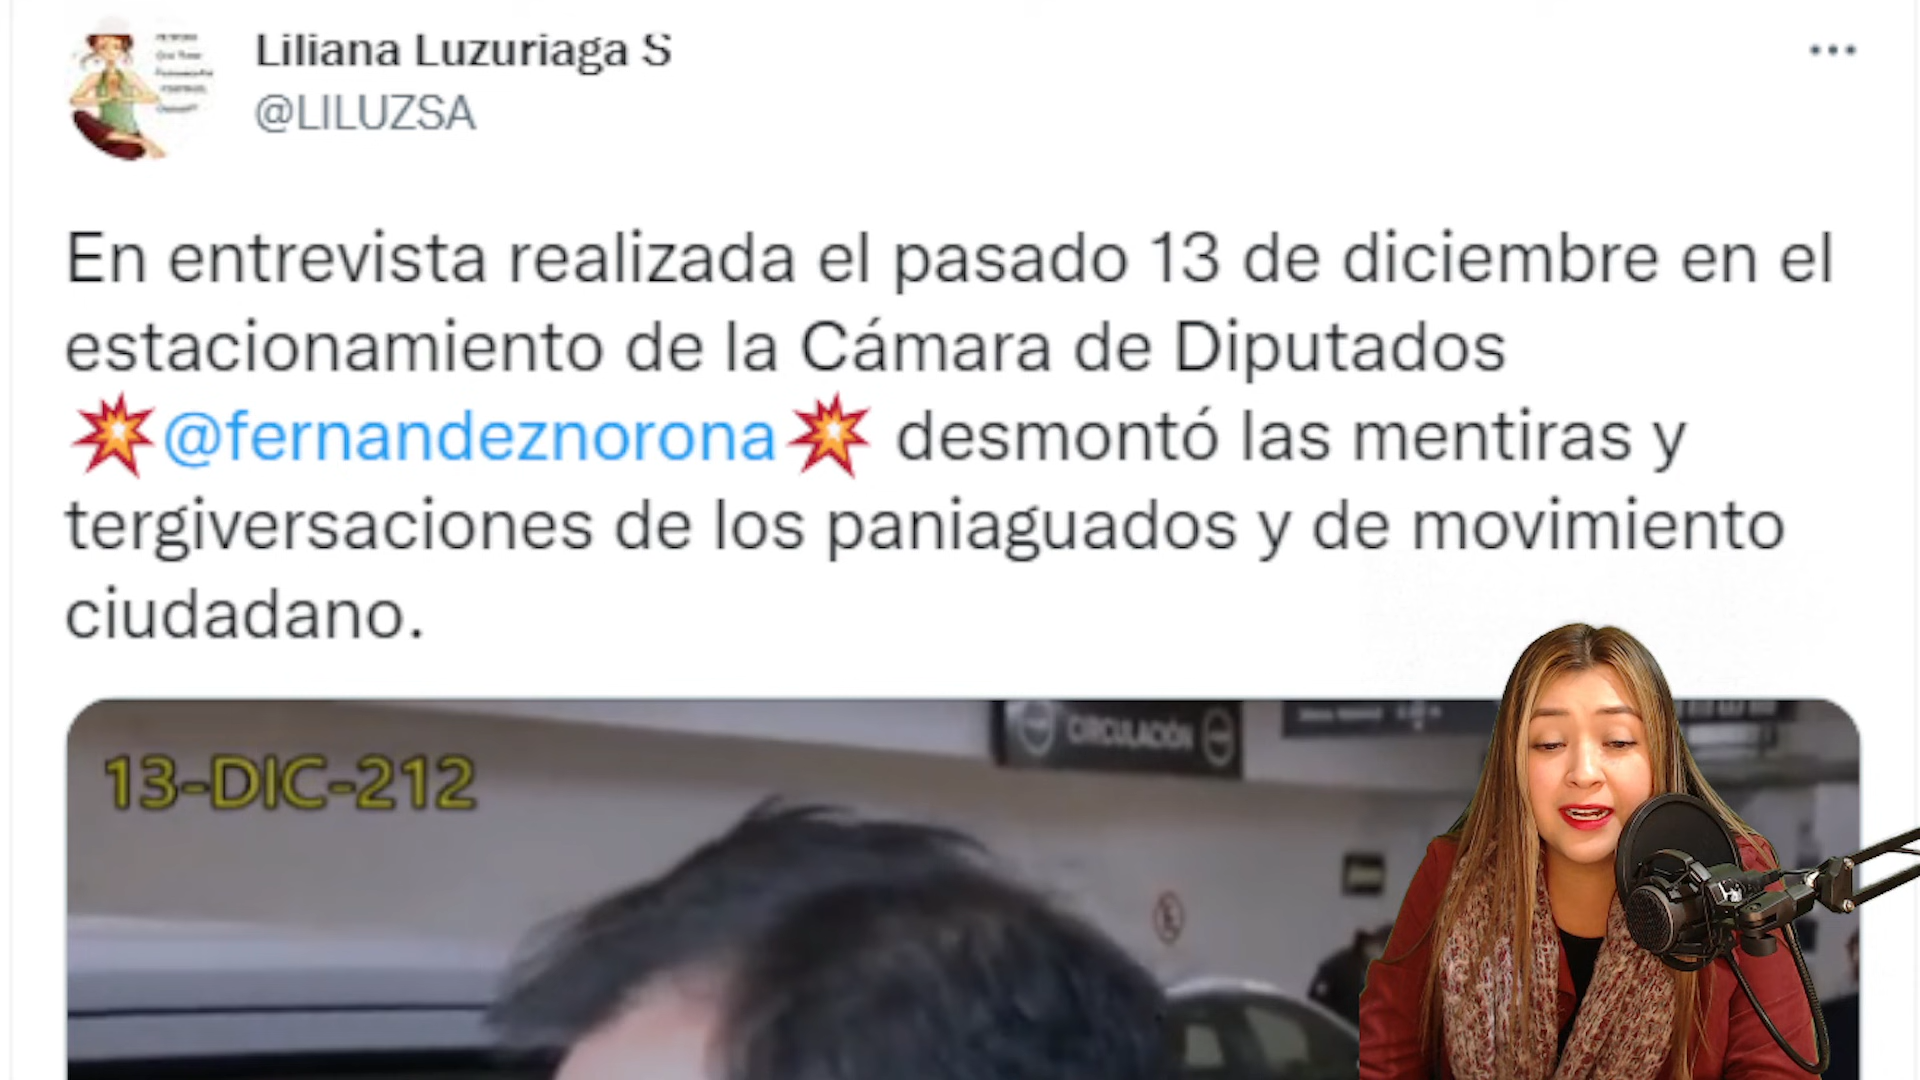 Liliana Luzuriaga S
@LILUZSA
En entrevista realizada el pasado 13 de diciembre en el
estacionamiento de la Cámara de Diputados
💥@fernandeznorona💥 desmontó las mentiras y
tergiversaciones de los paniaguados y de movimiento
ciudadano.
CIRCULACIÓN
13-DIC-212